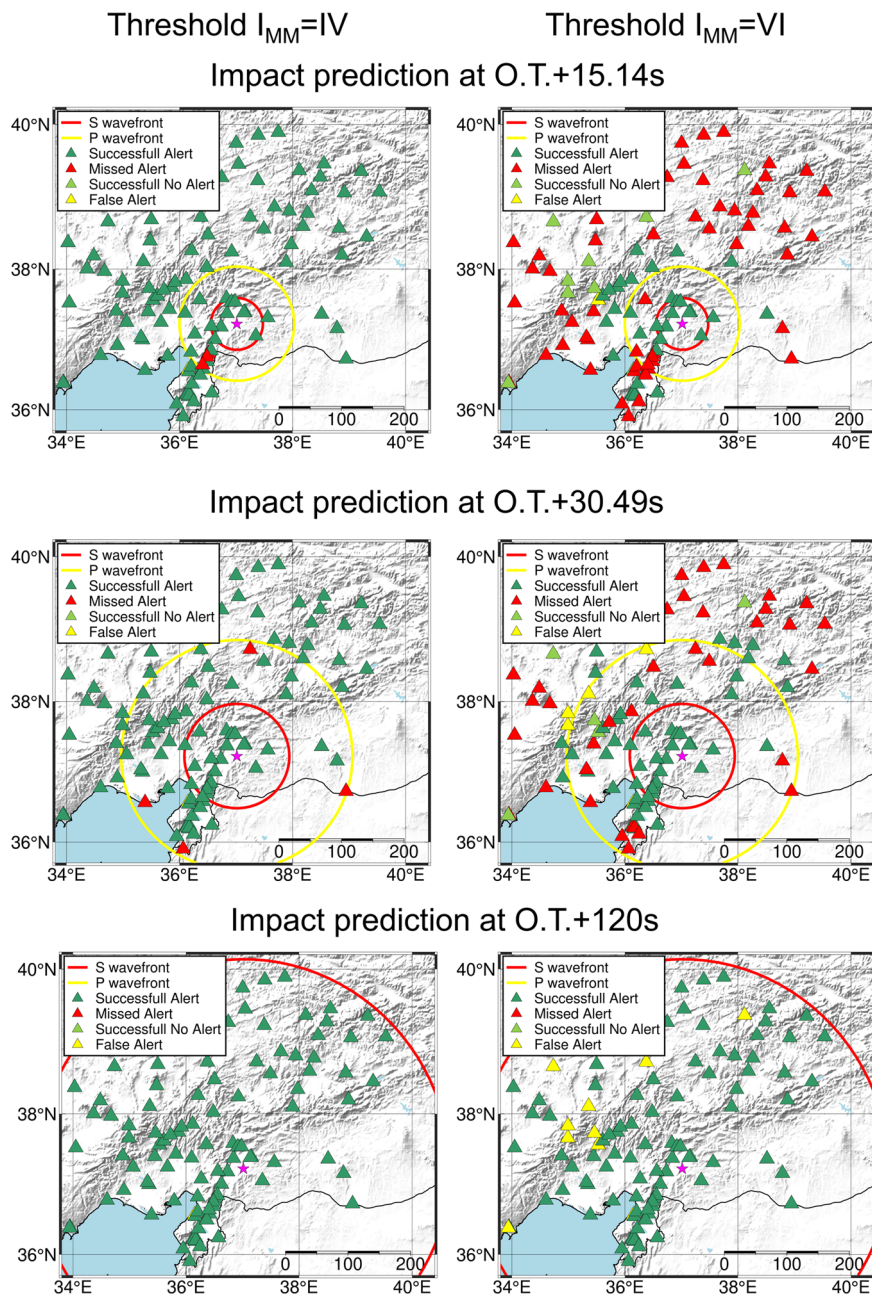 Threshold I_MM=IV
Threshold I_MM=VI
Impact prediction at O.T.+15.14s
S wavefront
P wavefront
Successfull Alert
Missed Alert
Successfull No Alert
False Alert
40°N
38°N
36°N
34°E 36°E 38°E 40°E
0 100 200
S wavefront
P wavefront
Successfull Alert
Missed Alert
Successfull No Alert
False Alert
40°N
38°N
36°N
34°E 36°E 38°E 40°E
0 100 200
Impact prediction at O.T.+30.49s
S wavefront
P wavefront
Successfull Alert
Missed Alert
Successfull No Alert
False Alert
40°N
38°N
36°N
34°E 36°E 38°E 40°E
0 100 200
S wavefront
P wavefront
Successfull Alert
Missed Alert
Successfull No Alert
False Alert
40°N
38°N
36°N
34°E 36°E 38°E 40°E
0 100 200
Impact prediction at O.T.+120s
S wavefront
P wavefront
Successfull Alert
Missed Alert
Successfull No Alert
False Alert
40°N
38°N
36°N
34°E 36°E 38°E 40°E
0 100 200
S wavefront
P wavefront
Successfull Alert
Missed Alert
Successfull No Alert
False Alert
40°N
38°N
36°N
34°E 36°E 38°E 40°E
0 100 200